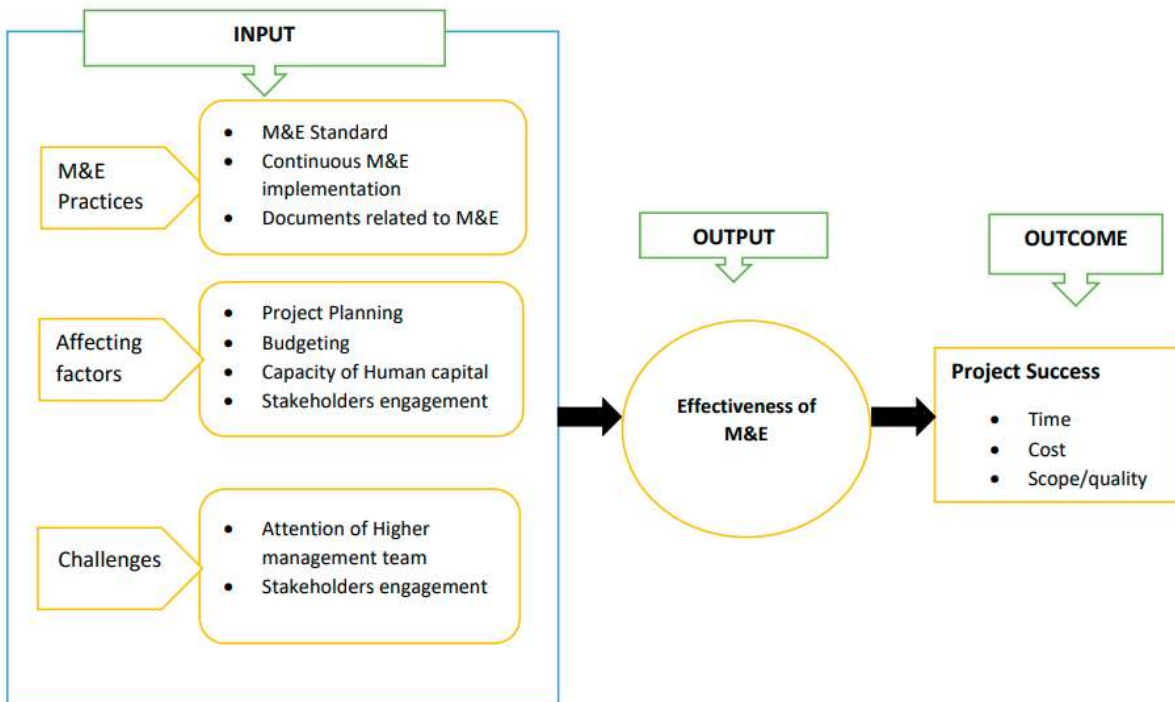 INPUT
M&E
Practices
• M&E Standard
• Continuous M&E
implementation
• Documents related to M&E
Affecting
factors
• Project Planning
• Budgeting
• Capacity of Human capital
• Stakeholders engagement
Challenges
• Attention of Higher
management team
• Stakeholders engagement
OUTPUT
Effectiveness of
M&E
OUTCOME
Project Success
• Time
• Cost
• Scope/quality